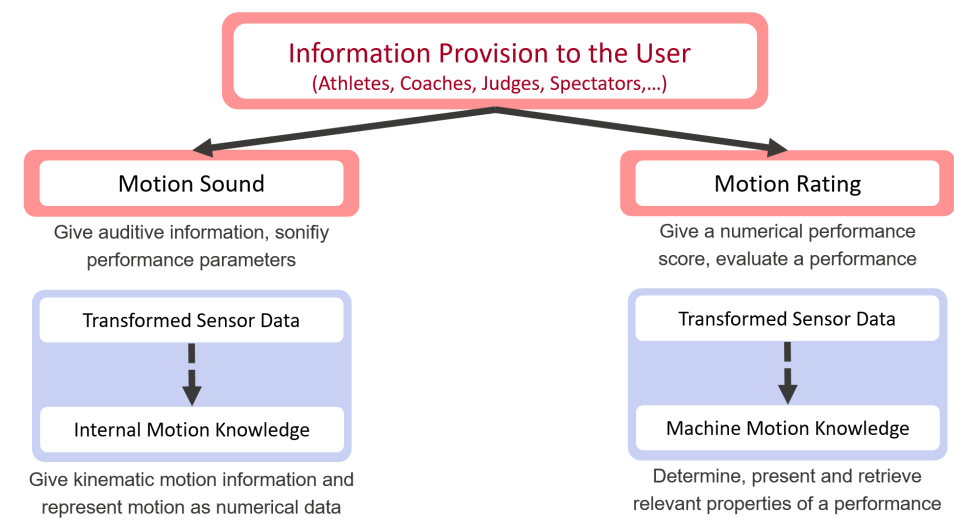 Information Provision to the User
(Athletes, Coaches, Judges, Spectators,...)
Motion Sound
Give auditive information, sonifiy
performance parameters
Transformed Sensor Data
Internal Motion Knowledge
Give kinematic motion information and
represent motion as numerical data
Motion Rating
Give a numerical performance
score, evaluate a performance
Transformed Sensor Data
Machine Motion Knowledge
Determine, present and retrieve
relevant properties of a performance